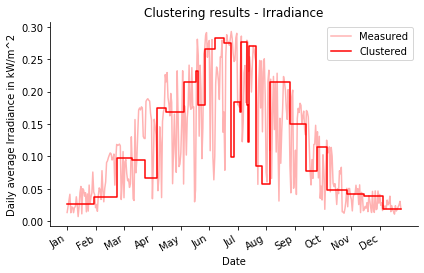 Clustering results - Irradiance
Measured
Clustered
Daily average Irradiance in kW/m^2
0.30
0.25
0.20
0.15
0.10
0.05
0.00
Jan Feb Mar Apr May Jun Jul Aug Sep Oct Nov Dec
Date